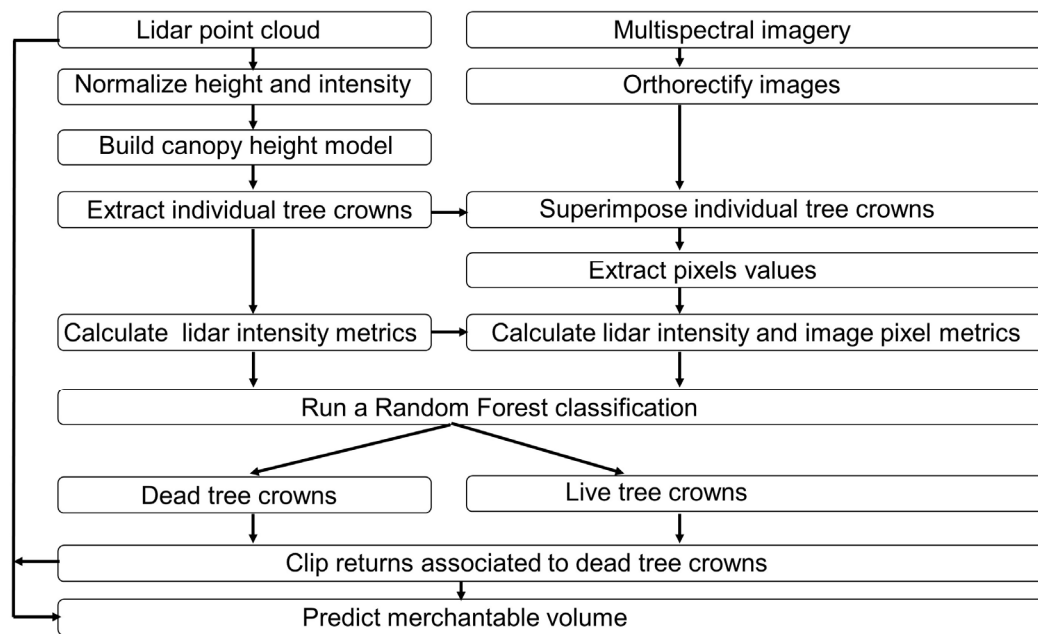 Lidar point cloud
Multispectral imagery
Normalize height and intensity
Orthorectify images
Build canopy height model
Extract individual tree crowns
Superimpose individual tree crowns
Extract pixels values
Calculate lidar intensity metrics
Calculate lidar intensity and image pixel metrics
Run a Random Forest classification
Dead tree crowns
Live tree crowns
Clip returns associated to dead tree crowns
Predict merchantable volume